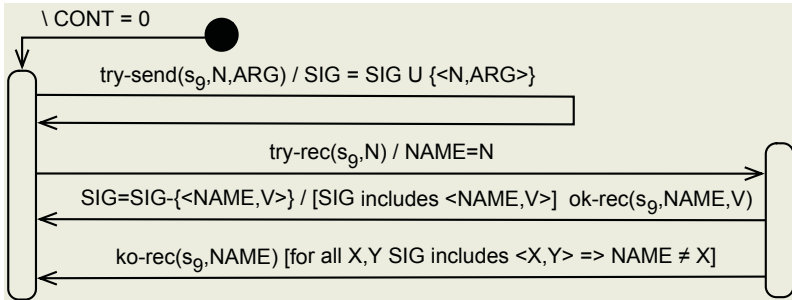 \ CONT = 0
try-send(s₉,N,ARG) / SIG = SIG U {<N,ARG>}
try-rec(s₉,N) / NAME=N
SIG=SIG-{<NAME,V>} / [SIG includes <NAME,V>] ok-rec(s₉,NAME,V)
ko-rec(s₉,NAME) [for all X,Y SIG includes <X,Y> => NAME ≠ X]